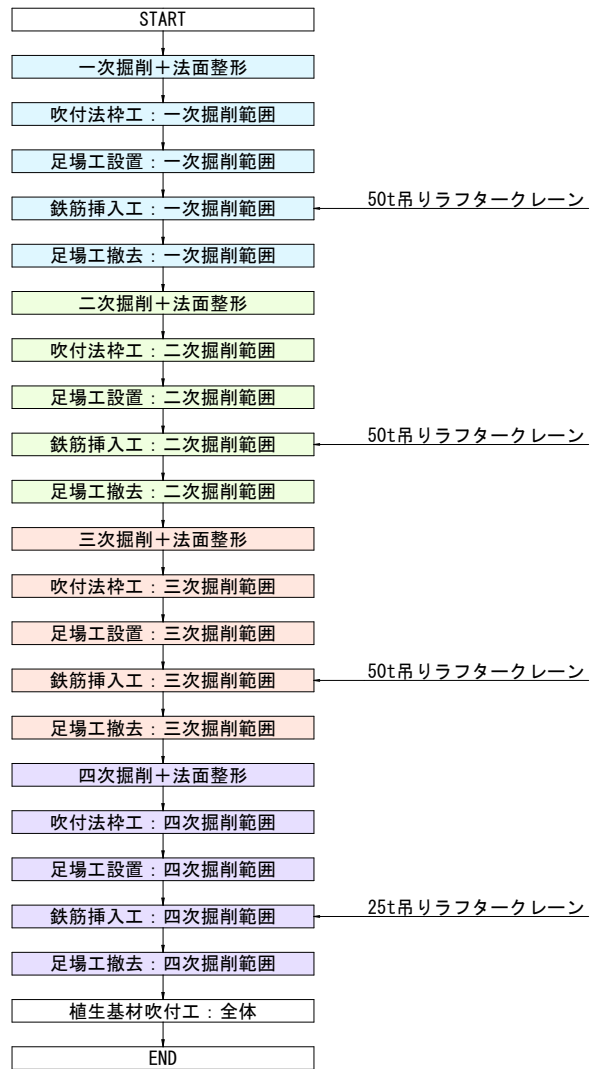 START
一次掘削＋法面整形
吹付法枠工：一次掘削範囲
足場工設置：一次掘削範囲
鉄筋挿入工：一次掘削範囲
50t吊りラフタークレーン
足場工撤去：一次掘削範囲
二次掘削＋法面整形
吹付法枠工：二次掘削範囲
足場工設置：二次掘削範囲
鉄筋挿入工：二次掘削範囲
50t吊りラフタークレーン
足場工撤去：二次掘削範囲
三次掘削＋法面整形
吹付法枠工：三次掘削範囲
足場工設置：三次掘削範囲
鉄筋挿入工：三次掘削範囲
50t吊りラフタークレーン
足場工撤去：三次掘削範囲
四次掘削＋法面整形
吹付法枠工：四次掘削範囲
足場工設置：四次掘削範囲
鉄筋挿入工：四次掘削範囲
25t吊りラフタークレーン
足場工撤去：四次掘削範囲
植生基材吹付工：全体
END